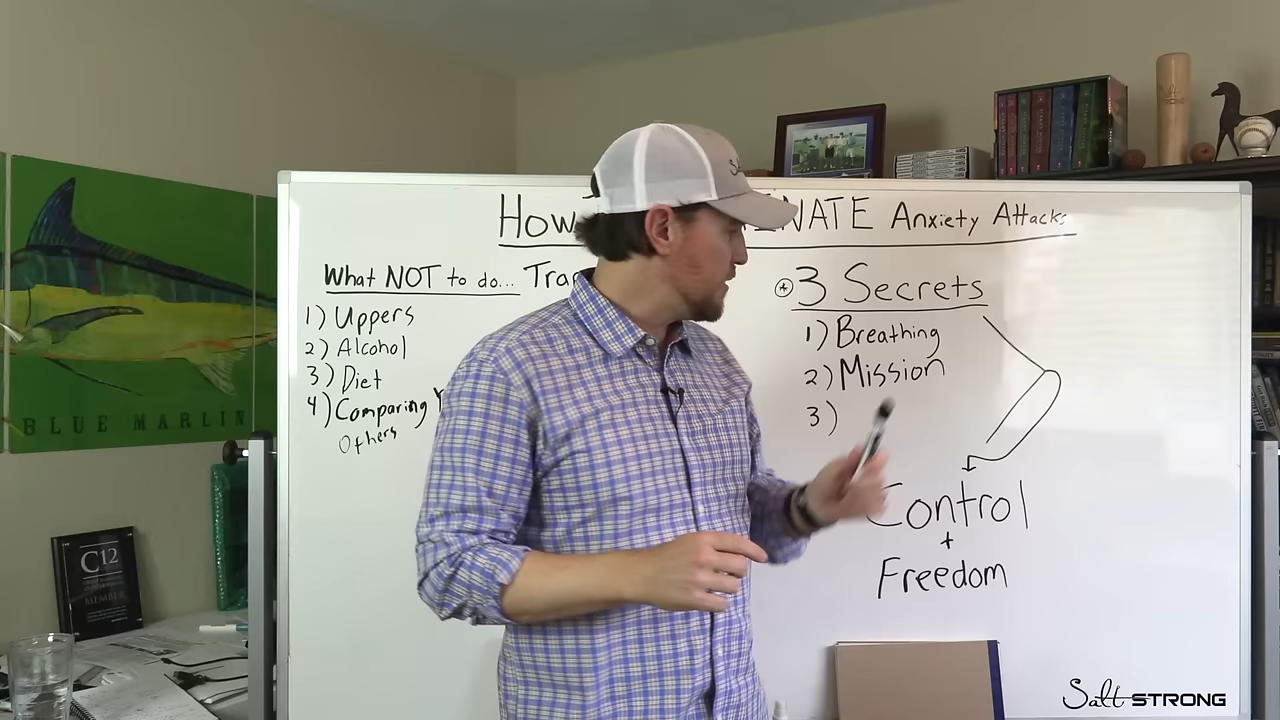 How NATE Anxiety Attacks
What NOT to do... Tra
1) Uppers
2) Alcohol
3) Diet
4) Comparing
Others
+ 3 Secrets
1) Breathing
2) Mission
3)
Control
+
Freedom
BLUE MARLIN
C12
MEMBER
Salt STRONG